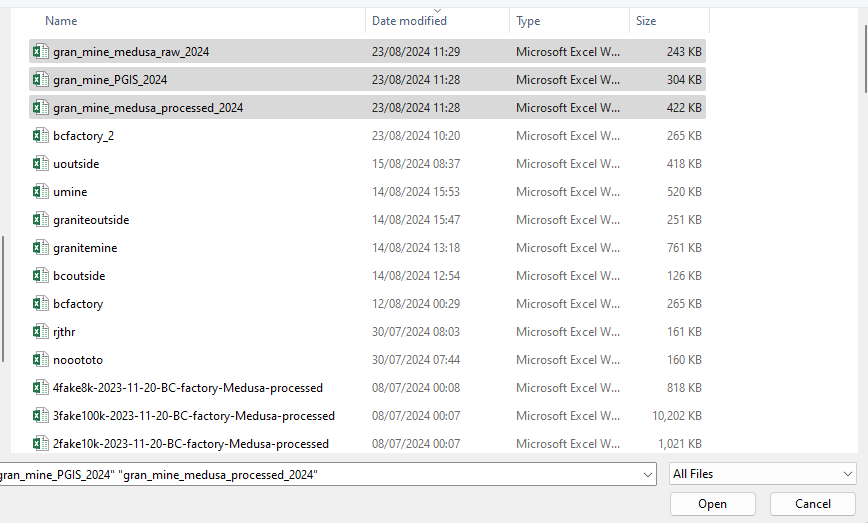 Name Date modified Type Size
gran_mine_medusa_raw_2024 23/08/2024 11:29 Microsoft Excel W... 243 KB
gran_mine_PGIS_2024 23/08/2024 11:28 Microsoft Excel W... 304 KB
gran_mine_medusa_processed_2024 23/08/2024 11:28 Microsoft Excel W... 422 KB
bcfactory_2 23/08/2024 10:20 Microsoft Excel W... 265 KB
uoutside 15/08/2024 08:37 Microsoft Excel W... 418 KB
umine 14/08/2024 15:53 Microsoft Excel W... 520 KB
graniteoutside 14/08/2024 15:47 Microsoft Excel W... 251 KB
granitemine 14/08/2024 13:18 Microsoft Excel W... 761 KB
bcoutside 14/08/2024 12:54 Microsoft Excel W... 126 KB
bcfactory 12/08/2024 00:29 Microsoft Excel W... 265 KB
rjthr 30/07/2024 08:03 Microsoft Excel W... 161 KB
nooototo 30/07/2024 07:44 Microsoft Excel W... 160 KB
4fake8k-2023-11-20-BC-factory-Medusa-processed 08/07/2024 00:08 Microsoft Excel W... 818 KB
3fake100k-2023-11-20-BC-factory-Medusa-processed 08/07/2024 00:07 Microsoft Excel W... 10,202 KB
2fake10k-2023-11-20-BC-factory-Medusa-processed 08/07/2024 00:07 Microsoft Excel W... 1,021 KB
gran_mine_PGIS_2024" "gran_mine_medusa_processed_2024" All Files
Open Cancel